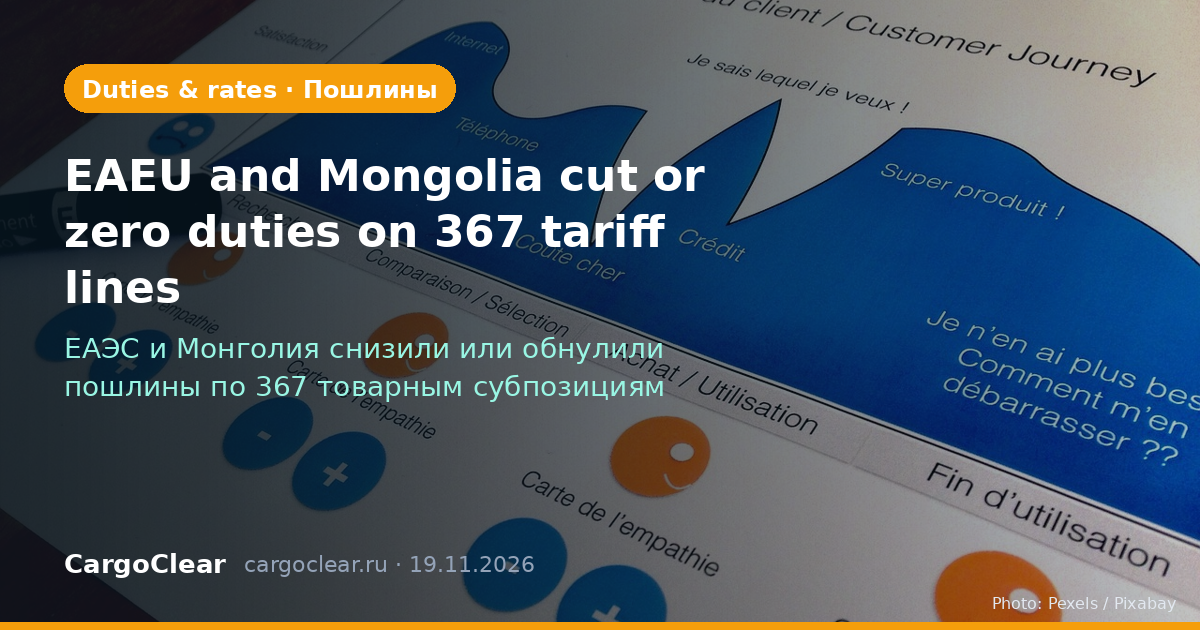 Duties & rates · Пошлины
EAEU and Mongolia cut or
zero duties on 367 tariff
lines
ЕАЭС и Монголия снизили или обнулили
пошлины по 367 товарным субпозициям
CargoClear cargoclear.ru · 19.11.2026
Photo: Pexels / Pixabay
client / Customer Journey
Satisfaction
Internet
Je sais lequel je veux !
Téléphone
Super produit !
Coûte cher
Crédit
Je n'en ai plus
Comment m'en
débarrasser ??
Comparaison / Sélection
Achat / Utilisation
Fin d'utilisation
Carte de l'empathie
Carte de l'empathie
-
+
+